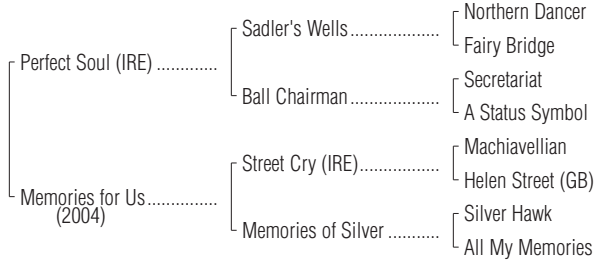 Northern Dancer
Sadler's Wells....................
Fairy Bridge
Perfect Soul (IRE) .............
Secretariat
Ball Chairman....................
A Status Symbol
Machiavellian
Street Cry (IRE)..................
Helen Street (GB)
Memories for Us...............
(2004)
Silver Hawk
Memories of Silver ...........
All My Memories